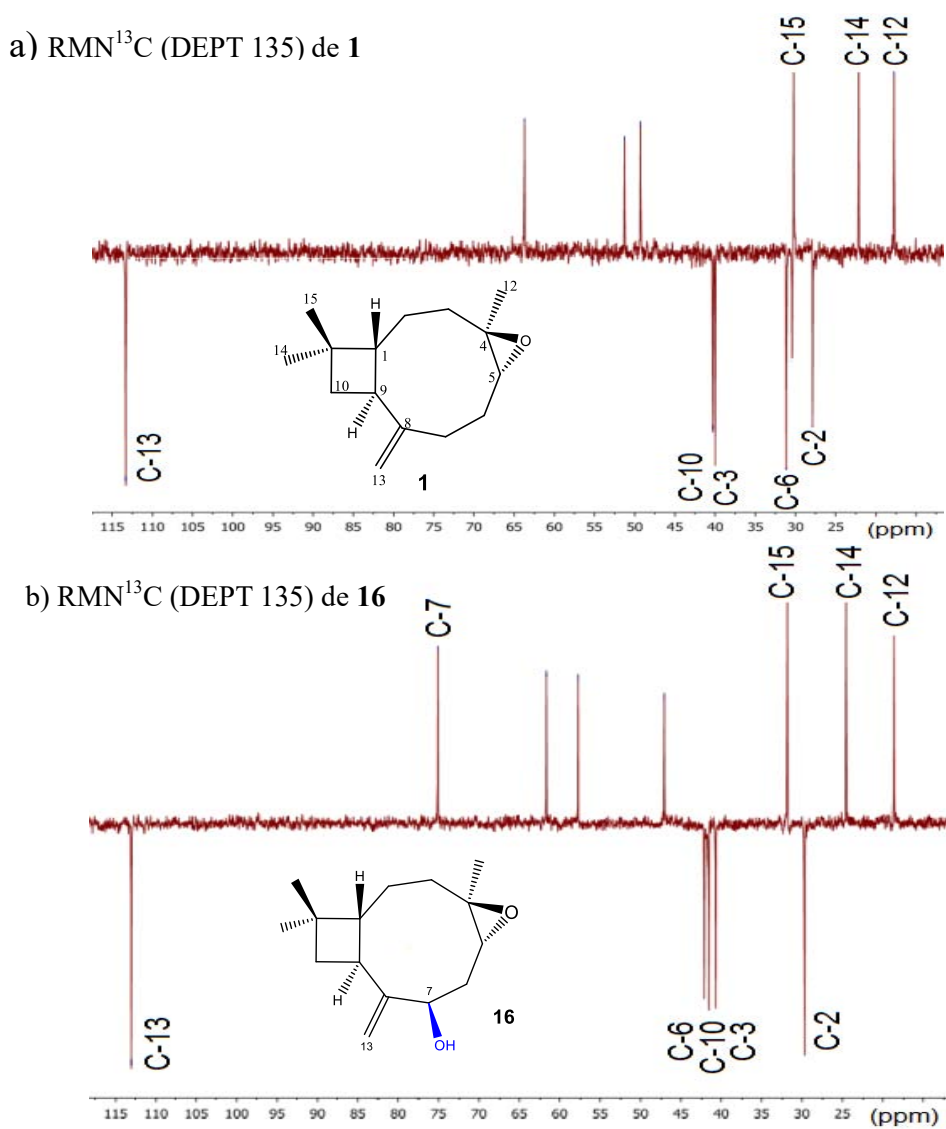 a) RMN¹³C (DEPT 135) de 1
C-15
C-14
C-12
C-13
C-10
C-3
C-6
C-2
15
14
H
1
10
9
H
8
13
12
4
O
5
1
115 110 105 100 95 90 85 80 75 70 65 60 55 50 45 40 35 30 25 20 15 (ppm)
b) RMN¹³C (DEPT 135) de 16
C-7
C-15
C-14
C-12
C-13
C-6
C-10
C-3
C-2
H
O
H
7
13
OH
16
115 110 105 100 95 90 85 80 75 70 65 60 55 50 45 40 35 30 25 20 15 (ppm)